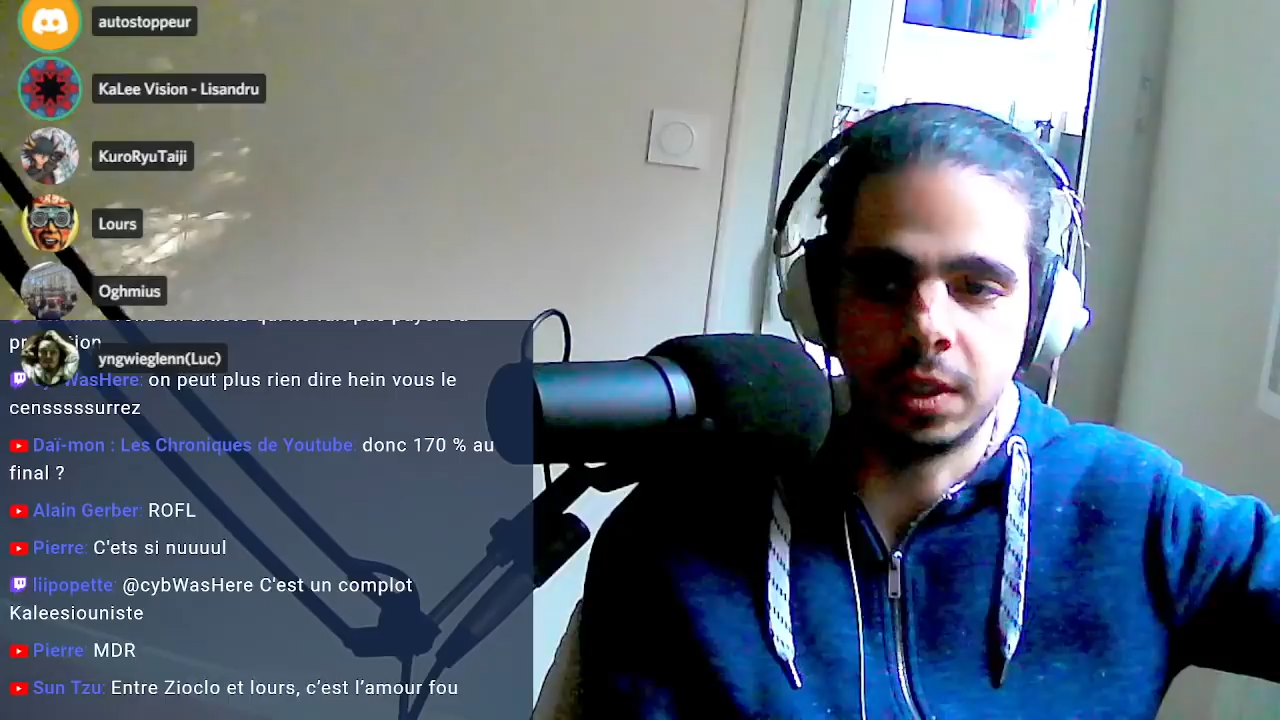 autostoppeur
KaLee Vision - Lisandru
KuroRyuTaiji
Lours
Oghmius
yngwieglenn(Luc)
WasHere: on peut plus rien dire hein vous le
censssssurrez
Daï-mon : Les Chroniques de Youtube: donc 170 % au
final ?
Alain Gerber: ROFL
Pierre: C'ets si nuuuul
liipopette: @cybWasHere C'est un complot
Kaleesiouniste
Pierre: MDR
Sun Tzu: Entre Zioclo et lours, c’est l’amour fou